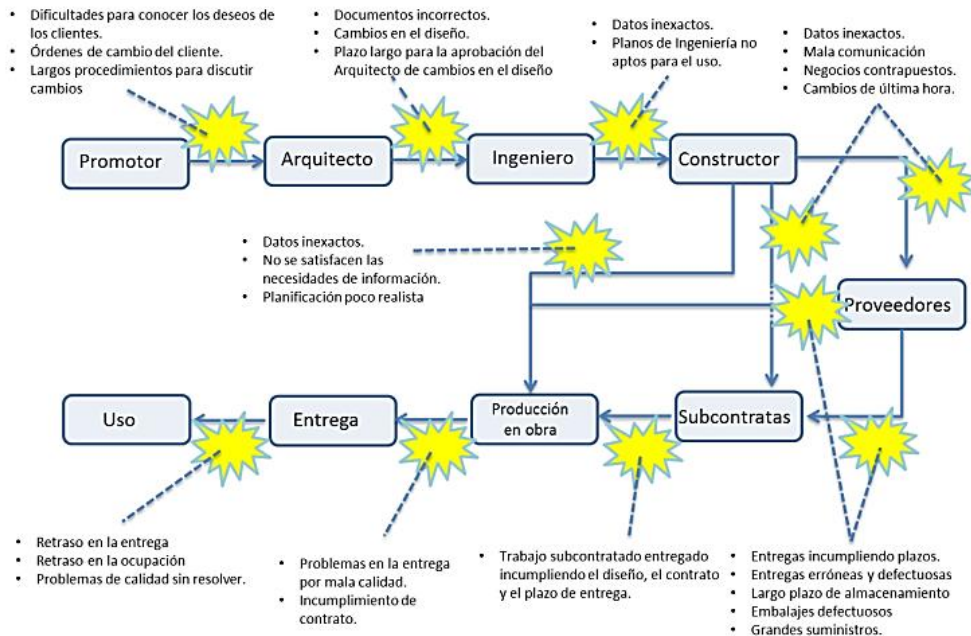 • Dificultades para conocer los deseos de
los clientes.
• Órdenes de cambio del cliente.
• Largos procedimientos para discutir
cambios
• Documentos incorrectos.
• Cambios en el diseño.
• Plazo largo para la aprobación del
Arquitecto de cambios en el diseño
• Datos inexactos.
• Planos de Ingeniería no
aptos para el uso.
• Datos inexactos.
• Mala comunicación
• Negocios contrapuestos.
• Cambios de última hora.
Promotor
Arquitecto
Ingeniero
Constructor
• Datos inexactos.
• No se satisfacen las
necesidades de información.
• Planificación poco realista
Proveedores
Uso
Entrega
Producción
en obra
Subcontratas
• Retraso en la entrega
• Retraso en la ocupación
• Problemas de calidad sin resolver.
• Problemas en la entrega
por mala calidad.
• Incumplimiento de
contrato.
• Trabajo subcontratado entregado
incumpliendo el diseño, el contrato
y el plazo de entrega.
• Entregas incumpliendo plazos.
• Entregas erróneas y defectuosas
• Largo plazo de almacenamiento
• Embalajes defectuosos
• Grandes suministros.